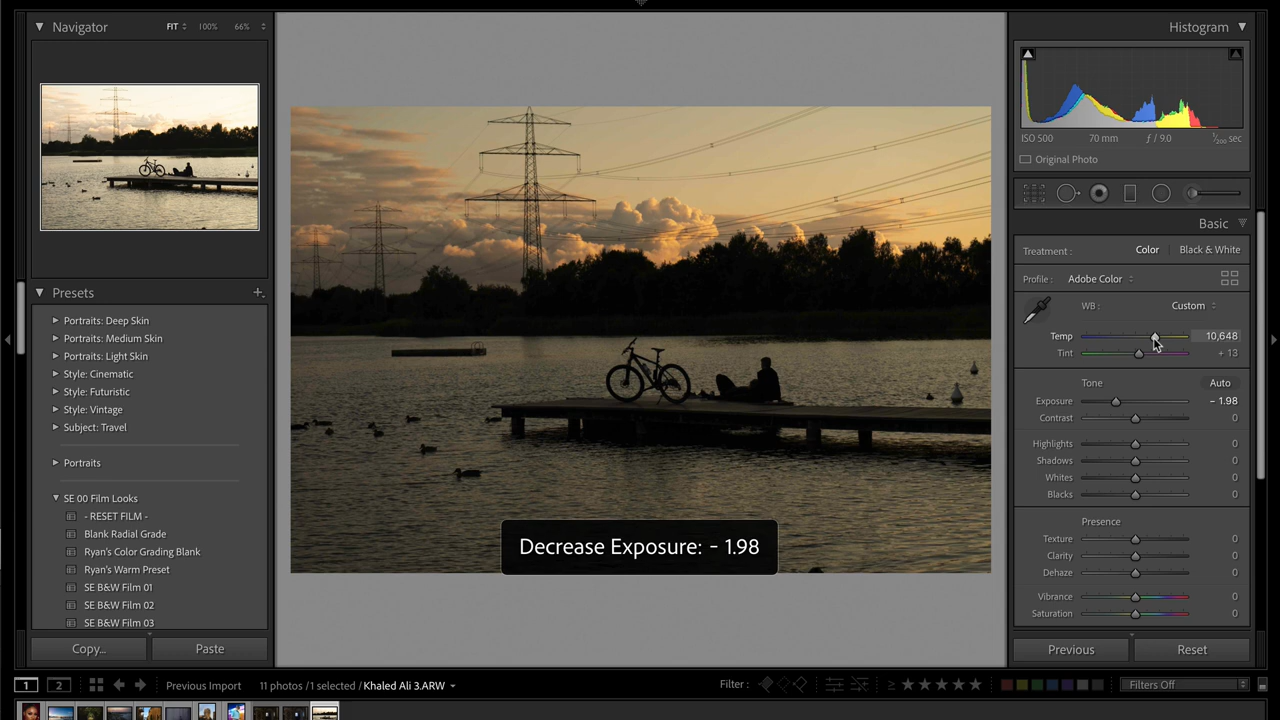 Navigator
FIT 100% 66%
Presets
Portraits: Deep Skin
Portraits: Medium Skin
Portraits: Light Skin
Style: Cinematic
Style: Futuristic
Style: Vintage
Subject: Travel
Portraits
SE 00 Film Looks
- RESET FILM -
Blank Radial Grade
Ryan's Color Grading Blank
Ryan's Warm Preset
SE B&W Film 01
SE B&W Film 02
SE B&W Film 03
Copy... Paste
Decrease Exposure: - 1.98
Histogram
ISO 500 70 mm ƒ / 9.0 1/200 sec
Original Photo
Basic
Treatment : Color Black & White
Profile : Adobe Color
WB : Custom
Temp 10,648
Tint + 13
Tone Auto
Exposure - 1.98
Contrast 0
Highlights 0
Shadows 0
Whites 0
Blacks 0
Presence
Texture 0
Clarity 0
Dehaze 0
Vibrance 0
Saturation 0
Previous Reset
1 2 Previous Import 11 photos / 1 selected / Khaled Ali 3.ARW Filter : ≥ ★★★★★ Filters Off